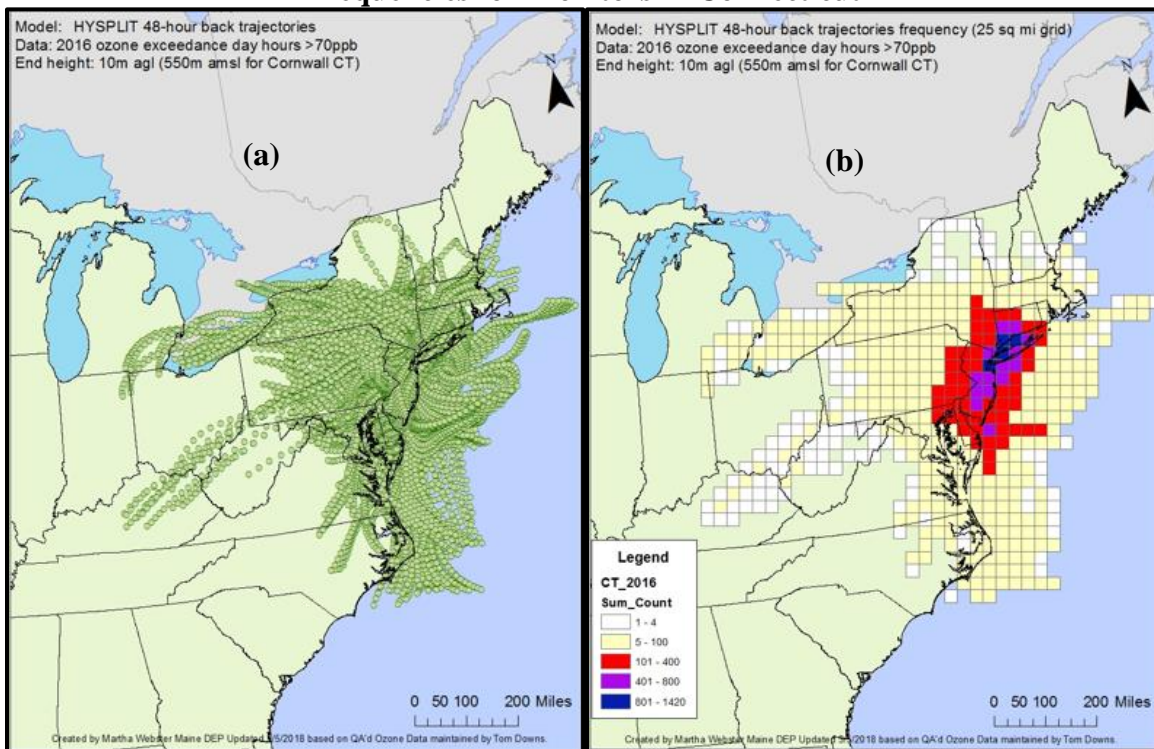 Model: HYSPLIT 48-hour back trajectories
Data: 2016 ozone exceedance day hours >70ppb
End height: 10m agl (550m amsl for Cornwall CT)
N
(a)
0 50 100 200 Miles
Created by Martha Webster Maine DEP Updated /5/2018 based on QA'd Ozone Data maintained by Tom Downs.
Model: HYSPLIT 48-hour back trajectories frequency (25 sq mi grid)
Data: 2016 ozone exceedance day hours >70ppb
End height: 10m agl (550m amsl for Cornwall CT)
N
(b)
Legend
CT_2016
Sum_Count
1 - 4
5 - 100
101 - 400
401 - 800
801 - 1420
0 50 100 200 Miles
Created by Martha Webster Maine DEP Updated /5/2018 based on QA'd Ozone Data maintained by Tom Downs.